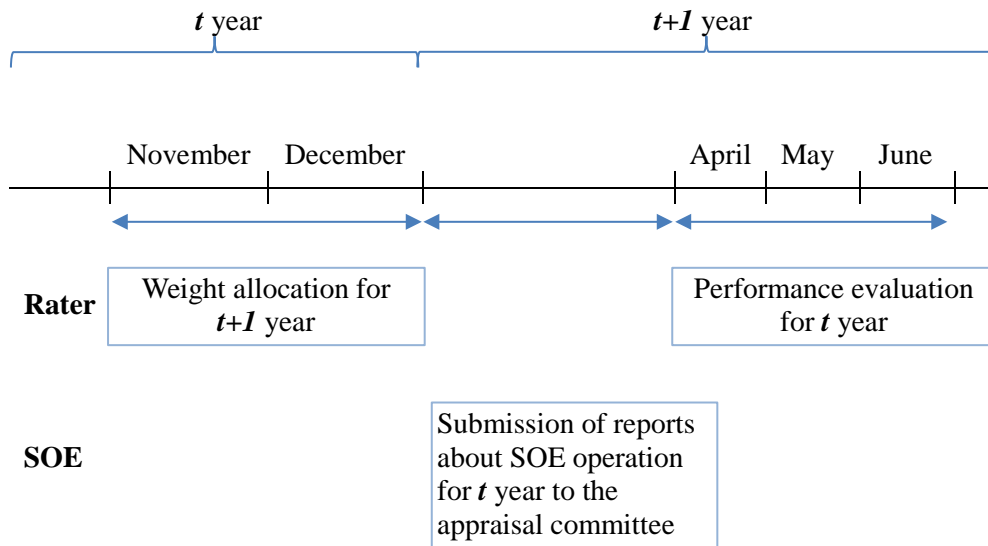 t year
t+1 year
November
December
April
May
June
Rater
Weight allocation for
t+1 year
Performance evaluation
for t year
SOE
Submission of reports
about SOE operation
for t year to the
appraisal committee